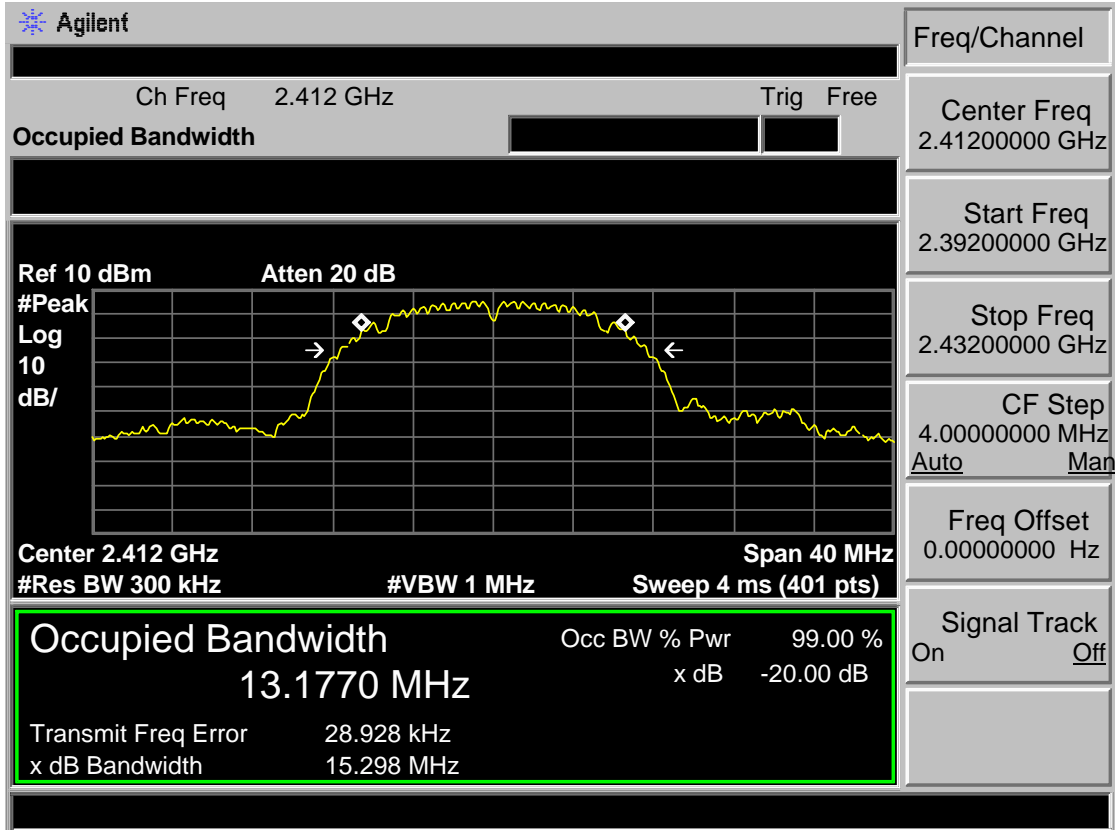 Agilent
Freq/Channel
Ch Freq 2.412 GHz Trig Free
Occupied Bandwidth
Center Freq
2.41200000 GHz
Start Freq
2.39200000 GHz
Stop Freq
2.43200000 GHz
CF Step
4.00000000 MHz
Auto Man
Freq Offset
0.00000000 Hz
Signal Track
On Off
Ref 10 dBm Atten 20 dB
#Peak
Log
10
dB/
Center 2.412 GHz Span 40 MHz
#Res BW 300 kHz #VBW 1 MHz Sweep 4 ms (401 pts)
Occupied Bandwidth Occ BW % Pwr 99.00 %
13.1770 MHz x dB -20.00 dB
Transmit Freq Error 28.928 kHz
x dB Bandwidth 15.298 MHz